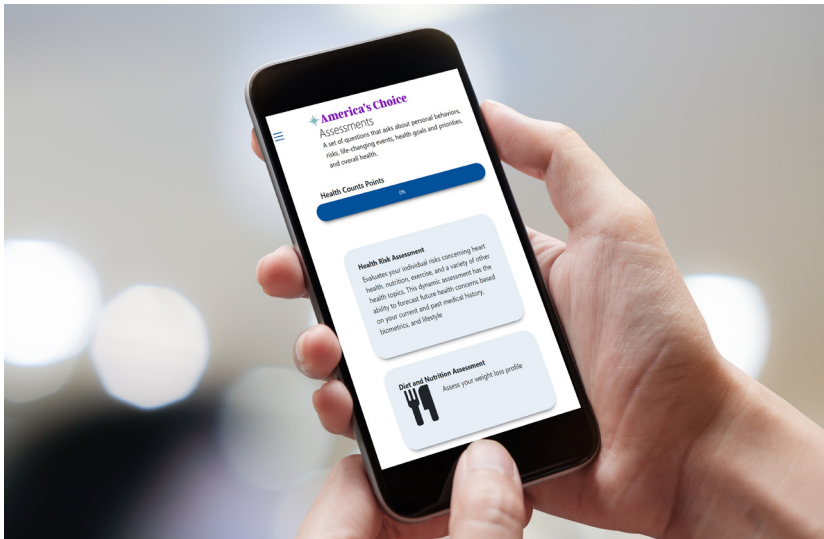 America's Choice
Assessments
A set of questions that asks about personal behaviors,
risks, life-changing events, health goals and priorities,
and overall health.
Health Counts Points
0%
Health Risk Assessment
Evaluates your individual risks concerning heart
health, nutrition, exercise, and a variety of other
health topics. This dynamic assessment has the
ability to forecast future health concerns based
on your current and past medical history,
biometrics, and lifestyle
Diet and Nutrition Assessment
Assess your weight loss profile